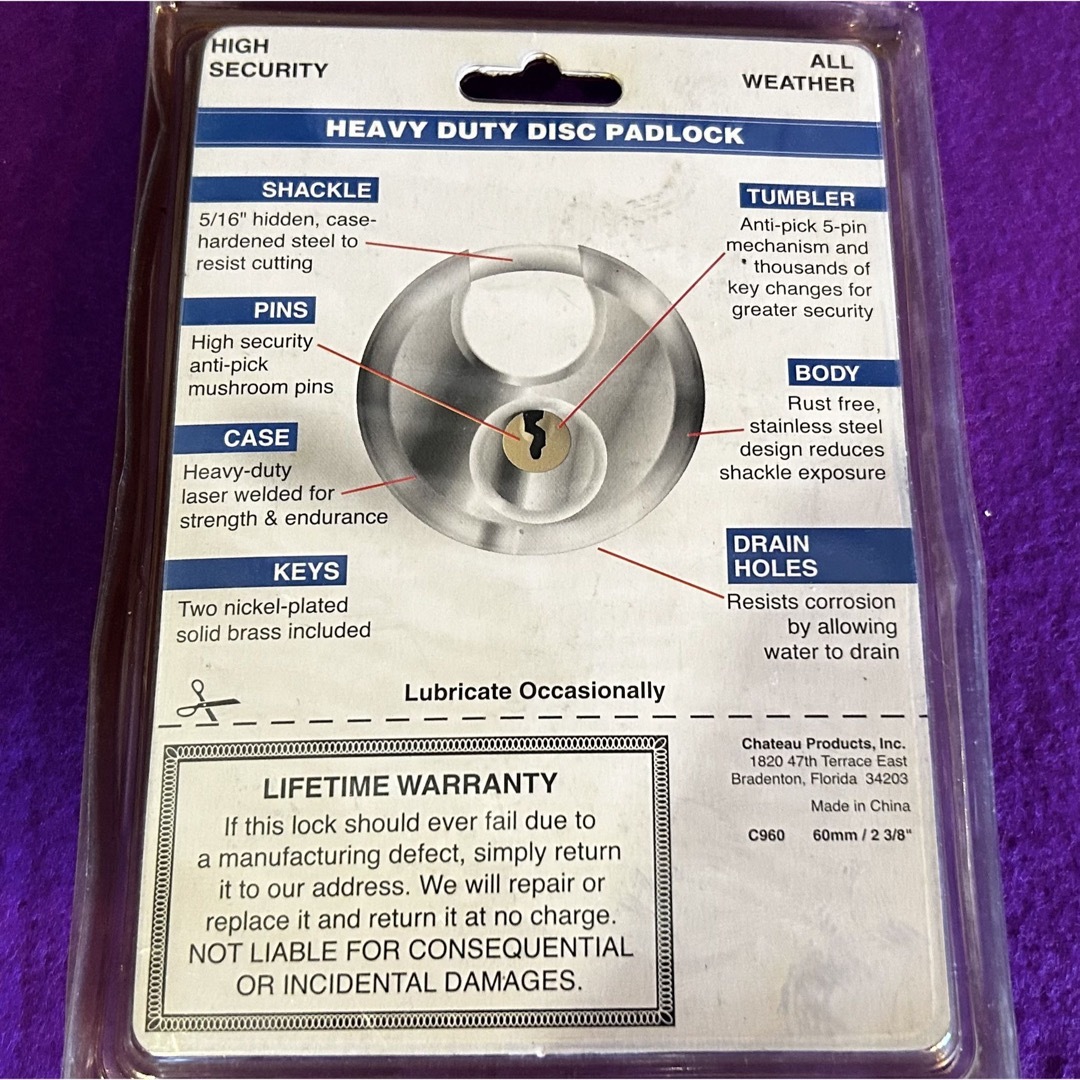 HIGH
SECURITY
ALL
WEATHER
HEAVY DUTY DISC PADLOCK
SHACKLE
5/16" hidden, case-
hardened steel to
resist cutting
PINS
High security
anti-pick
mushroom pins
CASE
Heavy-duty
laser welded for
strength & endurance
KEYS
Two nickel-plated
solid brass included
TUMBLER
Anti-pick 5-pin
mechanism and
thousands of
key changes for
greater security
BODY
Rust free,
stainless steel
design reduces
shackle exposure
DRAIN
HOLES
Resists corrosion
by allowing
water to drain
Lubricate Occasionally
LIFETIME WARRANTY
If this lock should ever fail due to
a manufacturing defect, simply return
it to our address. We will repair or
replace it and return it at no charge.
NOT LIABLE FOR CONSEQUENTIAL
OR INCIDENTAL DAMAGES.
Chateau Products, Inc.
1820 47th Terrace East
Bradenton, Florida 34203
Made in China
C960 60mm / 2 3/8"